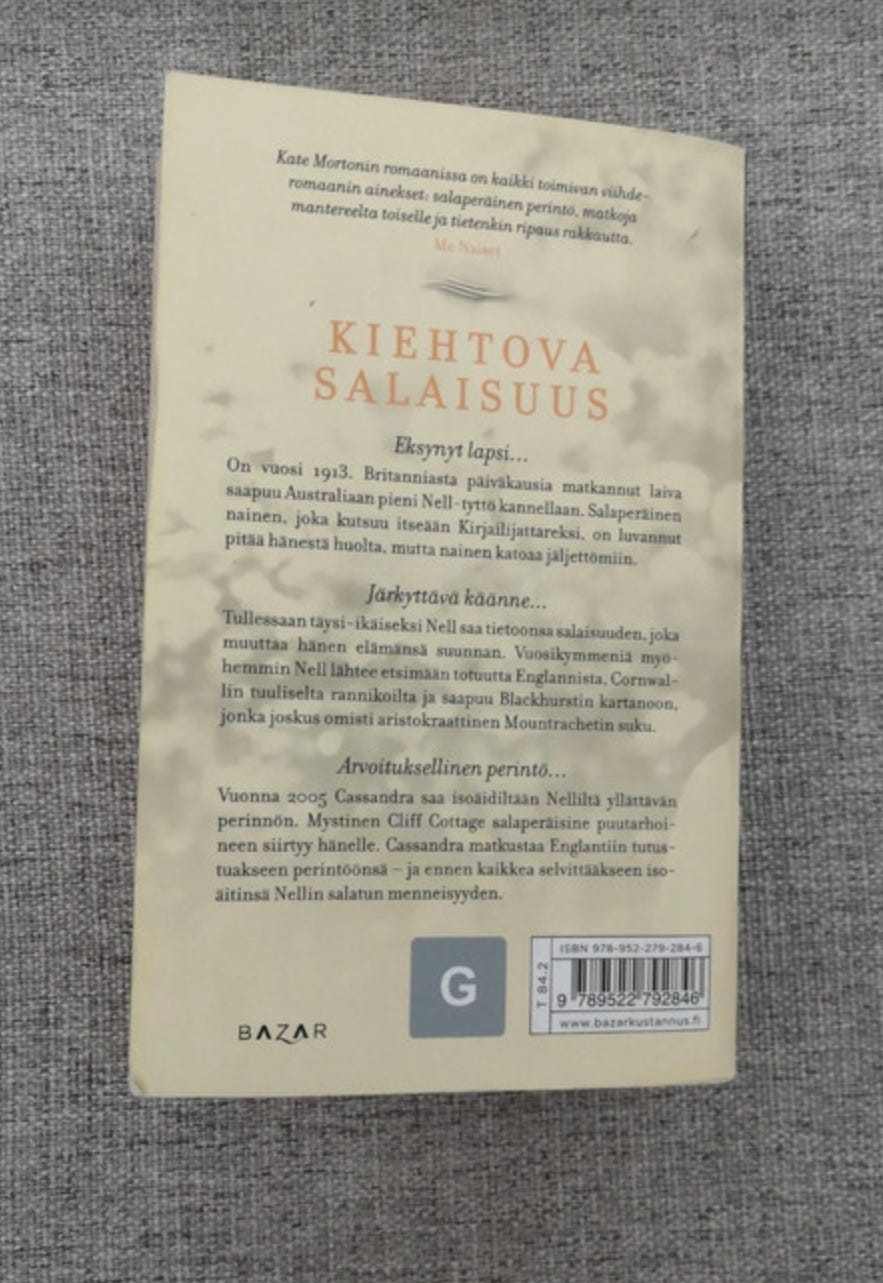 Kate Mortonin romaanissa on kaikki toimivan viihde-
romaanin ainekset: salaperäinen perintö, matkoja
mantereelta toiselle ja tietenkin ripaus rakkautta.
Me Naiset
KIEHTOVA
SALAISUUS
Eksynyt lapsi...
On vuosi 1913. Britanniasta päiväkausia matkannut laiva
saapuu Australiaan pieni Nell-tyttö kannellaan. Salaperäinen
nainen, joka kutsuu itseään Kirjailijattareksi, on luvannut
pitää hänestä huolta, mutta nainen katoaa jäljettömiin.
Järkyttävä käänne...
Tullessaan täysi-ikäiseksi Nell saa tietoonsa salaisuuden, joka
muuttaa hänen elämänsä suunnan. Vuosikymmeniä myö-
hemmin Nell lähtee etsimään totuutta Englannista, Cornwal-
lin tuuliselta rannikoilta ja saapuu Blackhurstin kartanoon,
jonka joskus omisti aristokraattinen Mountrachetin suku.
Arvoituksellinen perintö...
Vuonna 2005 Cassandra saa isoäidiltään Nelliltä yllättävän
perinnön. Mystinen Cliff Cottage salaperäisine puutarhoi-
neen siirtyy hänelle. Cassandra matkustaa Englantiin tutus-
tuakseen perintöönsä – ja ennen kaikkea selvittääkseen iso-
äitinsä Nellin salatun menneisyyden.
BAZAR
G
T 84.2
ISBN 978-952-279-284-6
9 789522 792846
www.bazarkustannus.fi